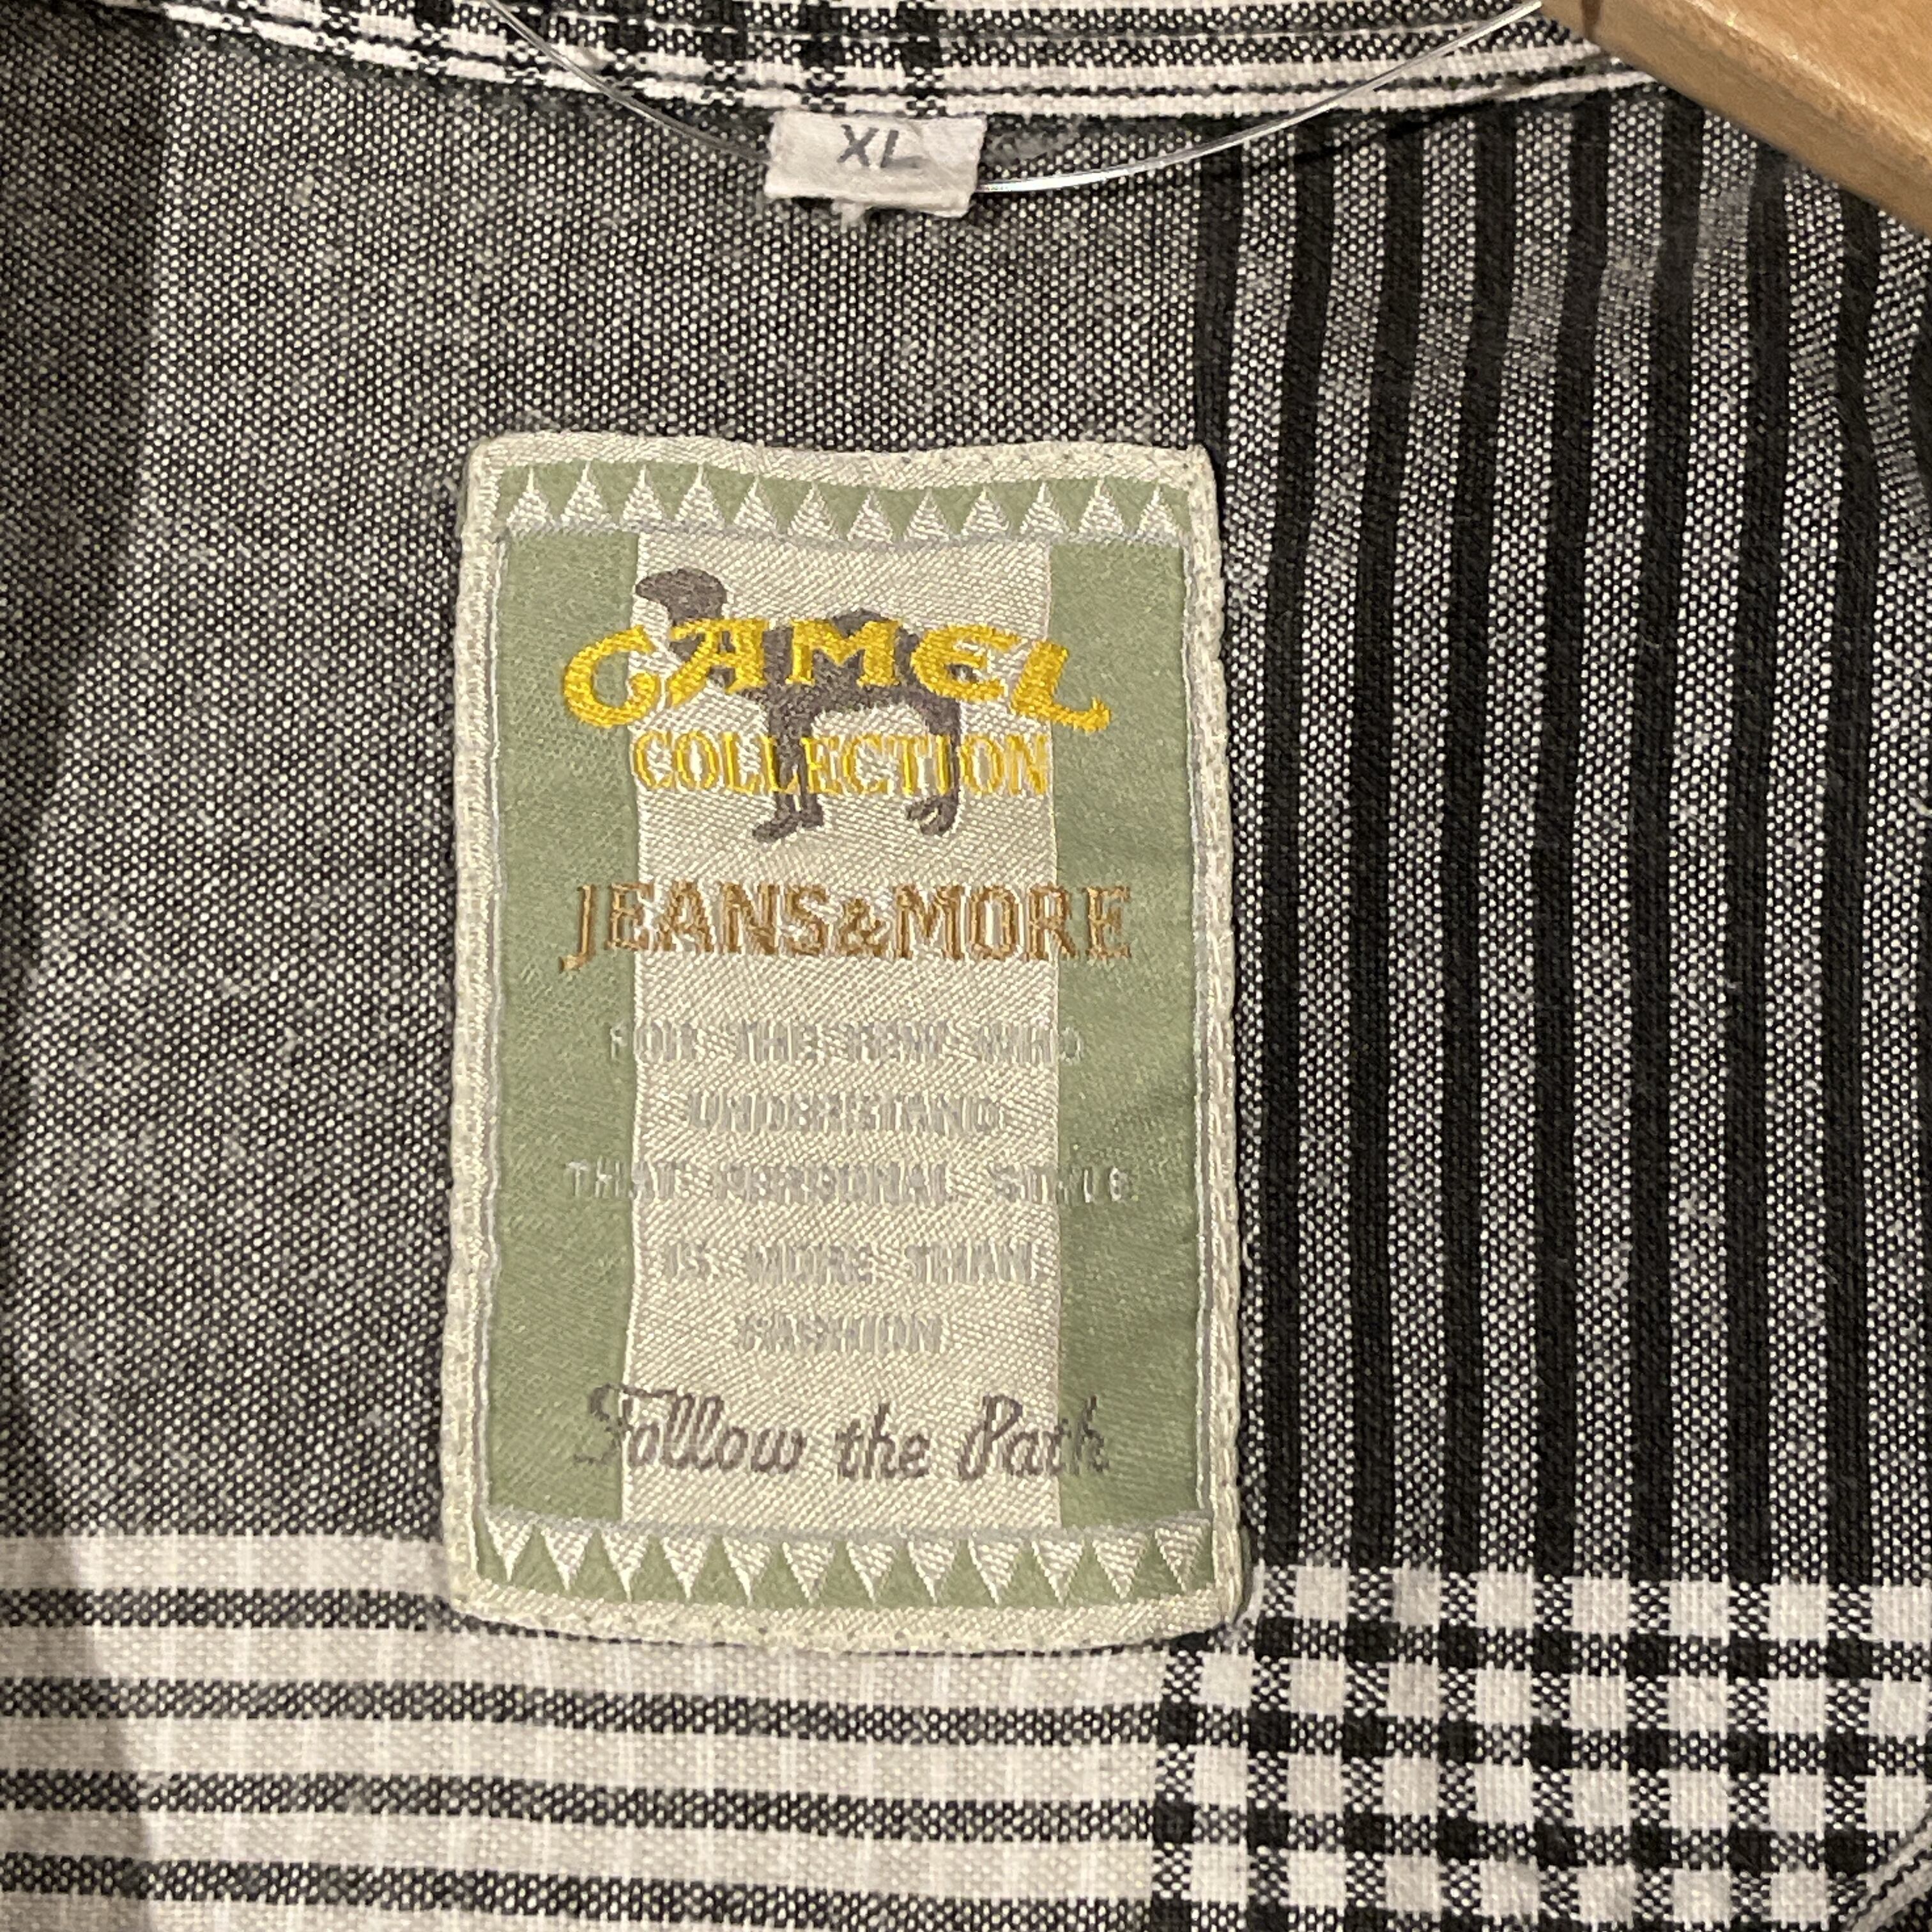 XL
CAMEL
COLLECTION
JEANS&MORE
FOR THE FEW WHO
UNDERSTAND
THAT PERSONAL STYLE
IS MORE THAN
FASHION
Follow the Path